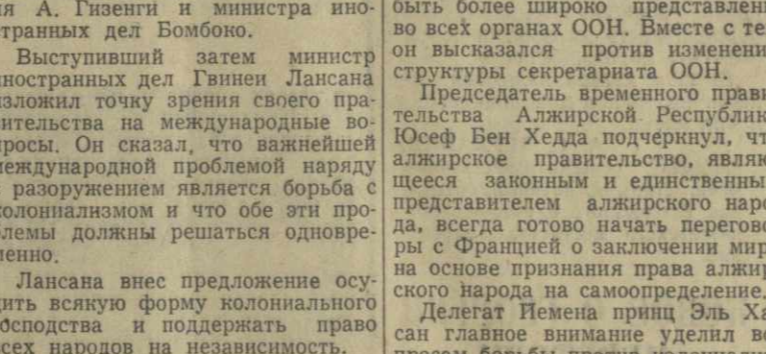 ия А. Гизенги и министра ино-
странных дел Бомбоко.
Выступивший затем министр
иностранных дел Гвинеи Лансана
изложил точку зрения своего пра-
вительства на международные во-
просы. Он сказал, что важнейшей
международной проблемой наряду
с разоружением является борьба с
колониализмом и что обе эти про-
блемы должны решаться одновре-
менно.
Лансана внес предложение осу-
дить всякую форму колониального
господства и поддержать право
всех народов на независимость.
быть более широко представлен
во всех органах ООН. Вместе с те
он высказался против изменени
структуры секретариата ООН.
Председатель временного прави
тельства Алжирской Республик
Юсеф Бен Хедда подчеркнул, чт
алжирское правительство, являю
щееся законным и единственны
представителем алжирского наро
да, всегда готово начать перегово
ры с Францией о заключении мир
на основе признания права алжир
ского народа на самоопределение.
Делегат Йемена принц Эль Ха
сан главное внимание уделил во